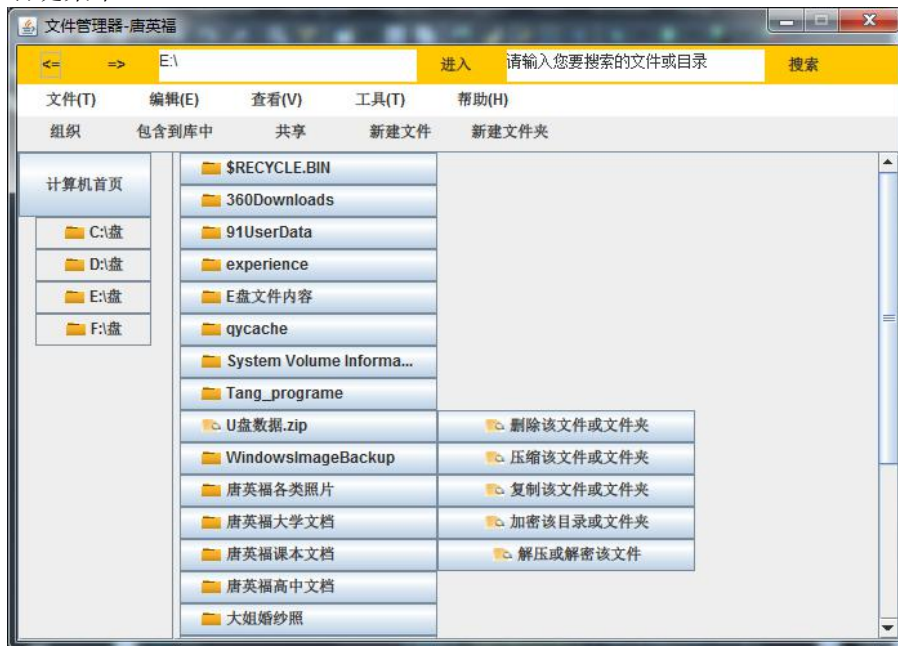 文件管理器-唐英福
<= => E:\ 进入 请输入您要搜索的文件或目录 搜索
文件(T) 编辑(E) 查看(V) 工具(T) 帮助(H)
组织 包含到库中 共享 新建文件 新建文件夹
计算机首页
C:\盘
D:\盘
E:\盘
F:\盘
$RECYCLE.BIN
360Downloads
91UserData
experience
E盘文件内容
qycache
System Volume Informa...
Tang_programe
U盘数据.zip
WindowsImageBackup
唐英福各类照片
唐英福大学文档
唐英福课本文档
唐英福高中文档
大姐婚纱照
删除该文件或文件夹
压缩该文件或文件夹
复制该文件或文件夹
加密该目录或文件夹
解压或解密该文件